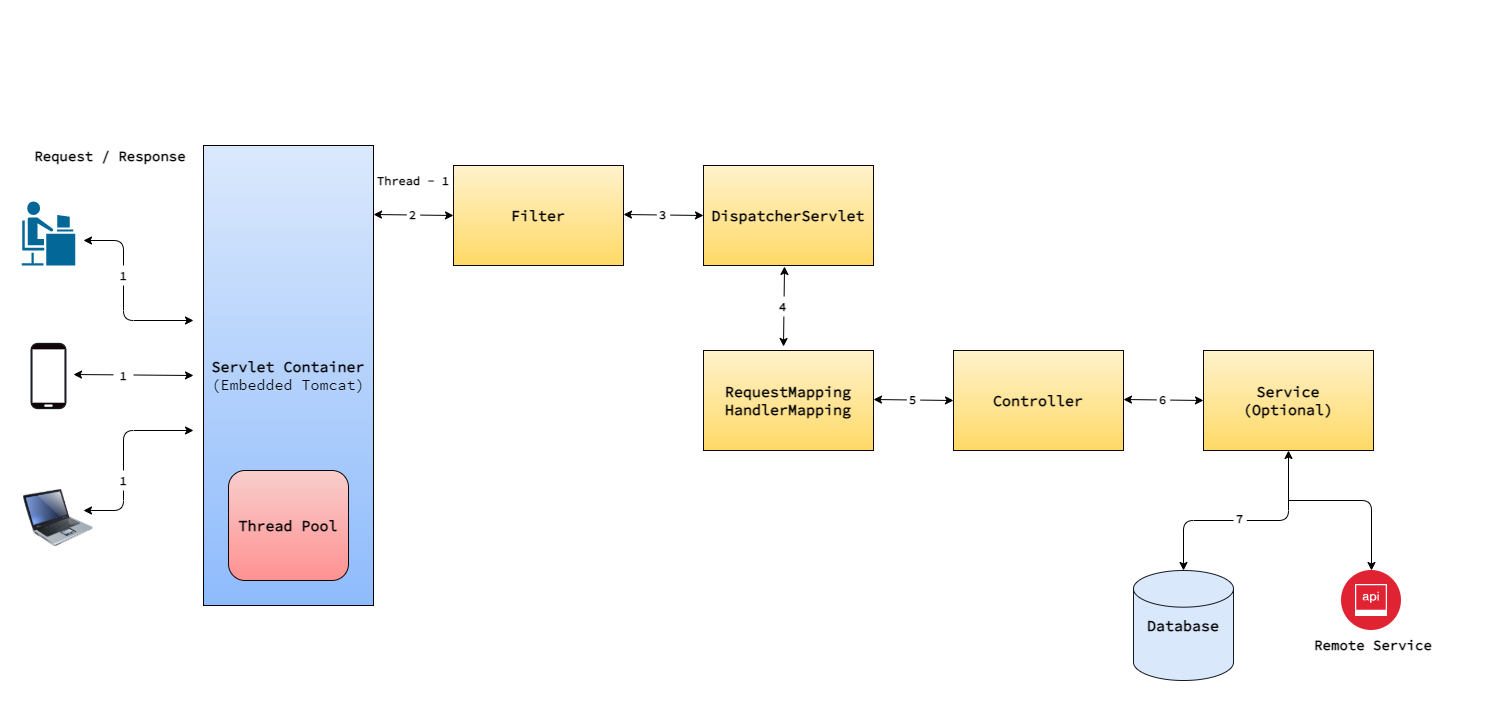 Request / Response
Thread - 1
1
2
Filter
3
DispatcherServlet
4
1
1
Servlet Container
(Embedded Tomcat)
Thread Pool
RequestMapping
HandlerMapping
5
Controller
6
Service
(Optional)
7
Database
api
Remote Service